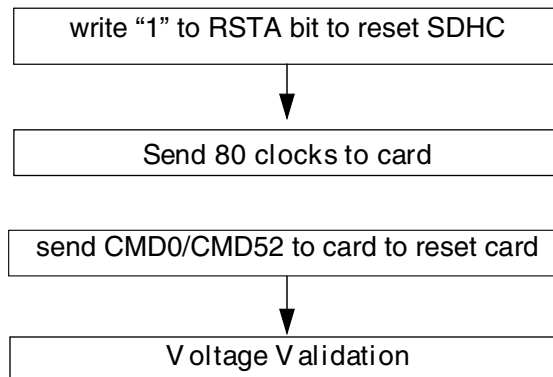 write “1” to RSTA bit to reset SDHC
Send 80 clocks to card
send CMD0/CMD52 to card to reset card
Voltage Validation